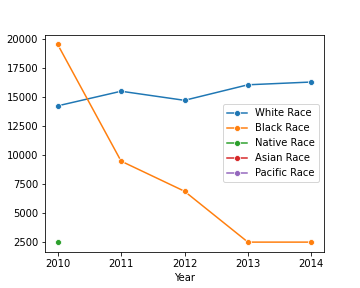 20000
17500
15000
12500
10000
7500
5000
2500
White Race
Black Race
Native Race
Asian Race
Pacific Race
2010 2011 2012 2013 2014
Year